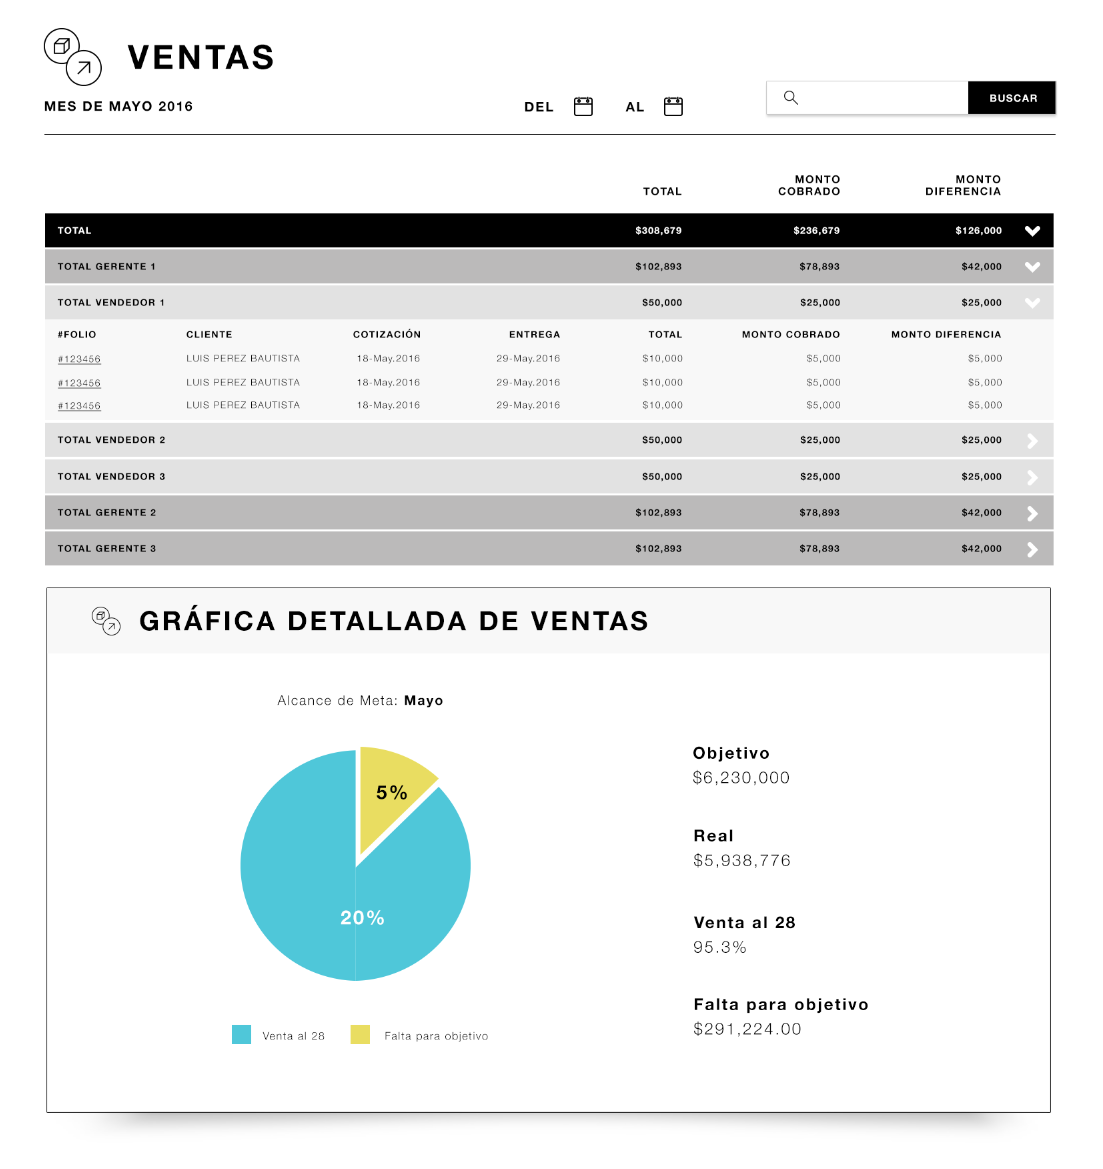 VENTAS
MES DE MAYO 2016
DEL AL BUSCAR
TOTAL MONTO COBRADO MONTO DIFERENCIA
TOTAL $308,679 $236,679 $126,000
TOTAL GERENTE 1 $102,893 $78,893 $42,000
TOTAL VENDEDOR 1 $50,000 $25,000 $25,000
#FOLIO CLIENTE COTIZACIÓN ENTREGA TOTAL MONTO COBRADO MONTO DIFERENCIA
#123456 LUIS PEREZ BAUTISTA 18-May.2016 29-May.2016 $10,000 $5,000 $5,000
#123456 LUIS PEREZ BAUTISTA 18-May.2016 29-May.2016 $10,000 $5,000 $5,000
#123456 LUIS PEREZ BAUTISTA 18-May.2016 29-May.2016 $10,000 $5,000 $5,000
TOTAL VENDEDOR 2 $50,000 $25,000 $25,000
TOTAL VENDEDOR 3 $50,000 $25,000 $25,000
TOTAL GERENTE 2 $102,893 $78,893 $42,000
TOTAL GERENTE 3 $102,893 $78,893 $42,000
GRÁFICA DETALLADA DE VENTAS
Alcance de Meta: Mayo
5%
20%
Venta al 28 Falta para objetivo
Objetivo
$6,230,000
Real
$5,938,776
Venta al 28
95.3%
Falta para objetivo
$291,224.00